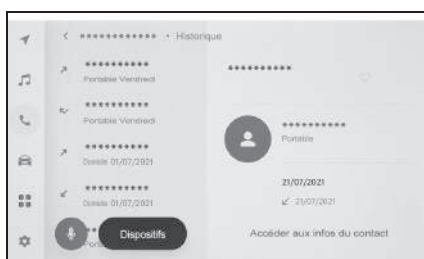 ************ • Historique
**********
Portable Vendredi
**********
Portable Vendredi
**********
Domicile 01/07/2021
**********
Domicile 01/07/2021
Dispositifs
**********
**********
Portable
21/07/2021
21/07/2021
Accéder aux infos du contact